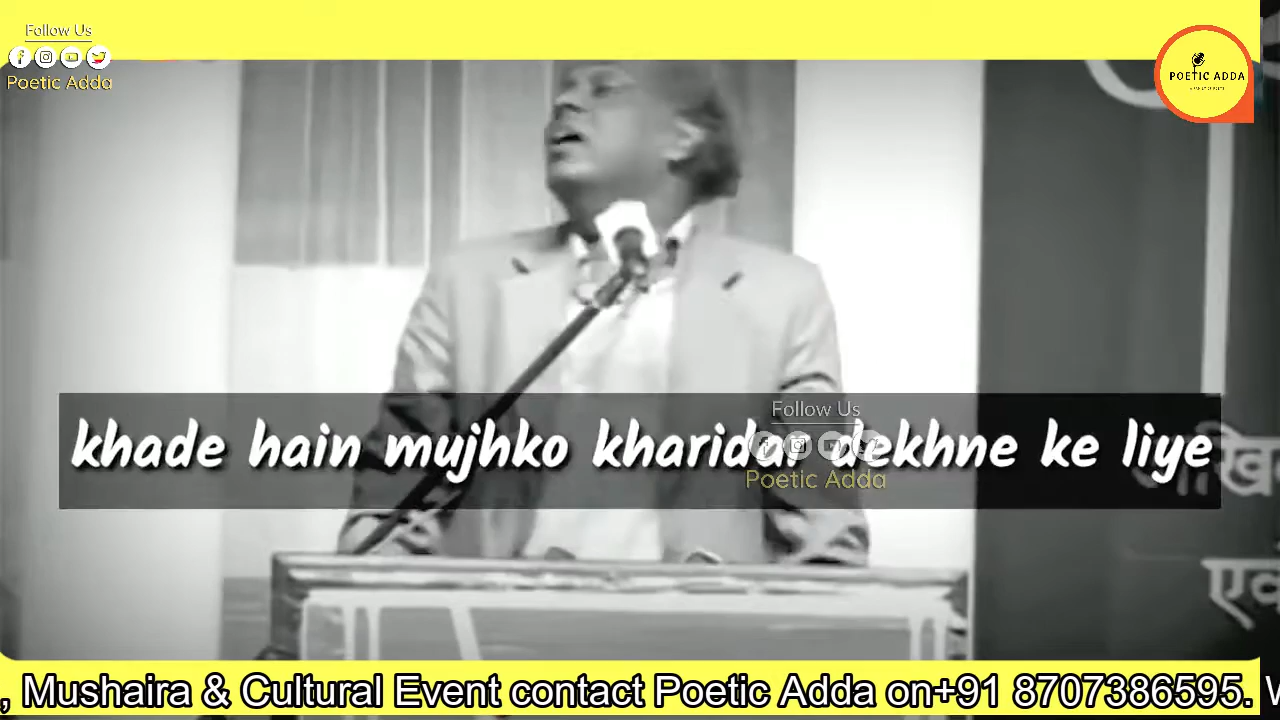 Follow Us
Poetic Adda
POETIC ADDA
khade hain mujhko kharidar dekhne ke liye
Follow Us
Poetic Adda
, Mushaira & Cultural Event contact Poetic Adda on+91 8707386595. W